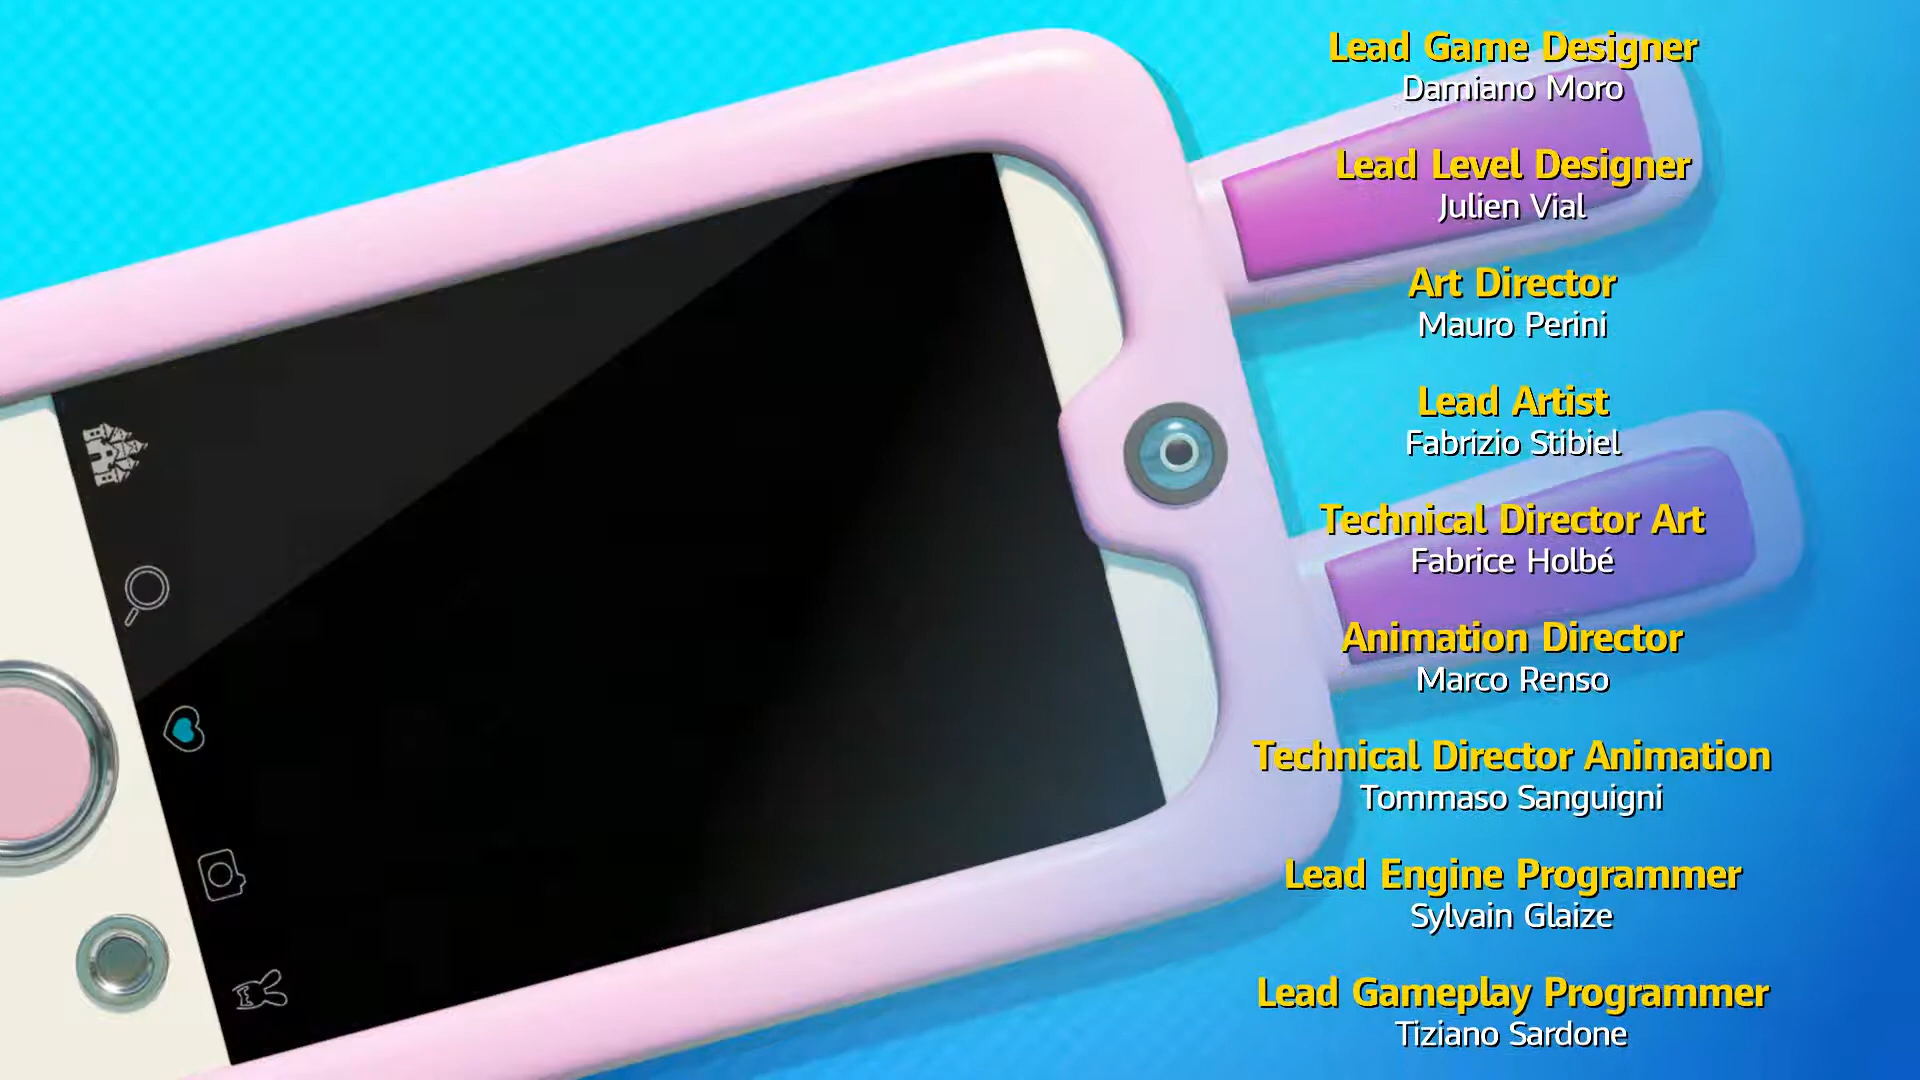 Lead Game Designer
Damiano Moro
Lead Level Designer
Julien Vial
Art Director
Mauro Perini
Lead Artist
Fabrizio Stibiel
Technical Director Art
Fabrice Holbé
Animation Director
Marco Renso
Technical Director Animation
Tommaso Sanguigni
Lead Engine Programmer
Sylvain Glaize
Lead Gameplay Programmer
Tiziano Sardone